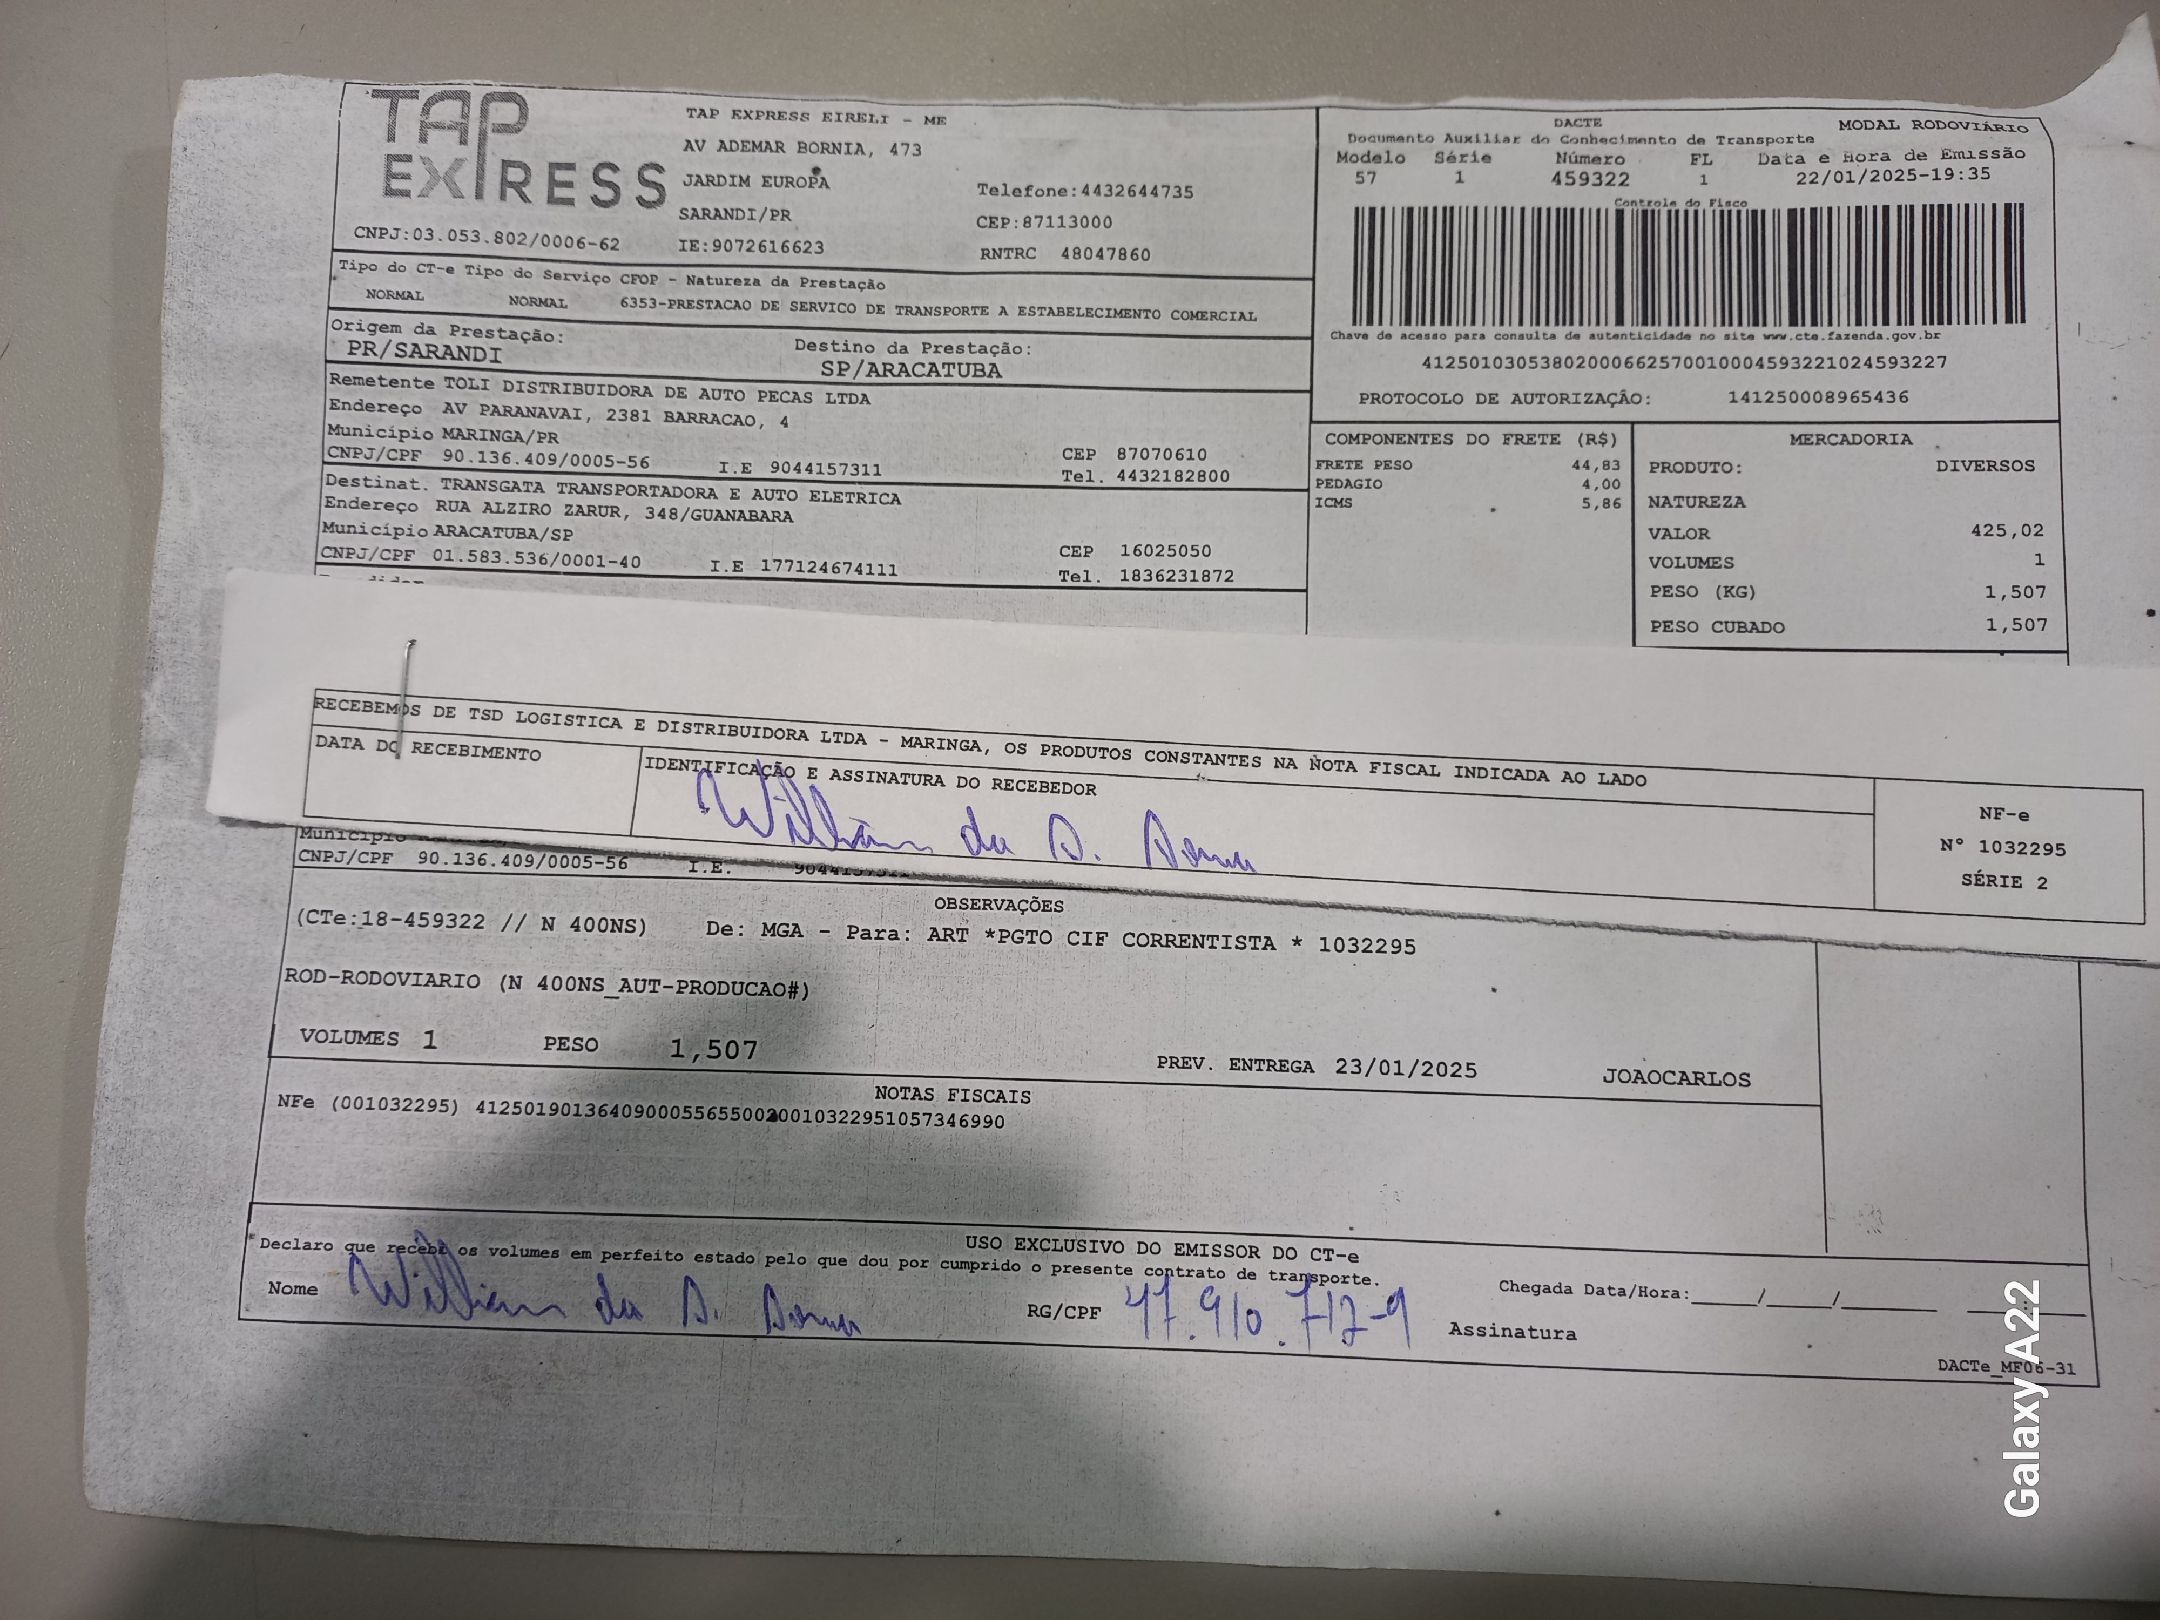 TAP EXPRESS
TAP EXPRESS EIRELI - ME
AV ADEMAR BORNIA, 473
JARDIM EUROPA
SARANDI/PR
Telefone:4432644735
CEP:87113000
CNPJ:03.053.802/0006-62
IE:9072616623
RNTRC 48047860
DACTE
MODAL RODOVIÁRIO
Documento Auxiliar do Conhecimento de Transporte
Modelo Série Número FL Data e Hora de Emissão
57 1 459322 1 22/01/2025-19:35
Controle do Fisco
Chave de acesso para consulta de autenticidade no site www.cte.fazenda.gov.br
41250103053802000662570010004593221024593227
PROTOCOLO DE AUTORIZAÇÃO: 141250008965436
Tipo do CT-e Tipo do Serviço CFOP - Natureza da Prestação
NORMAL NORMAL 6353-PRESTACAO DE SERVICO DE TRANSPORTE A ESTABELECIMENTO COMERCIAL
Origem da Prestação:
PR/SARANDI
Destino da Prestação:
SP/ARACATUBA
Remetente TOLI DISTRIBUIDORA DE AUTO PECAS LTDA
Endereço AV PARANAVAI, 2381 BARRACAO, 4
Município MARINGA/PR
CEP 87070610
CNPJ/CPF 90.136.409/0005-56 I.E 9044157311 Tel. 4432182800
Destinat. TRANSGATA TRANSPORTADORA E AUTO ELETRICA
Endereço RUA ALZIRO ZARUR, 348/GUANABARA
Município ARACATUBA/SP
CEP 16025050
CNPJ/CPF 01.583.536/0001-40 I.E 177124674111 Tel. 1836231872
COMPONENTES DO FRETE (R$)
FRETE PESO 44,83
PEDAGIO 4,00
ICMS 5,86
MERCADORIA
PRODUTO: DIVERSOS
NATUREZA
VALOR 425,02
VOLUMES 1
PESO (KG) 1,507
PESO CUBADO 1,507
RECEBEMOS DE TSD LOGISTICA E DISTRIBUIDORA LTDA - MARINGA, OS PRODUTOS CONSTANTES NA NOTA FISCAL INDICADA AO LADO
DATA DO RECEBIMENTO
IDENTIFICAÇÃO E ASSINATURA DO RECEBEDOR
William da S.
NF-e
N° 1032295
SÉRIE 2
Município
CNPJ/CPF 90.136.409/0005-56 I.E.
OBSERVAÇÕES
(CTe:18-459322 // N 400NS) De: MGA - Para: ART *PGTO CIF CORRENTISTA * 1032295
ROD-RODOVIARIO (N 400NS_AUT-PRODUCAO#)
VOLUMES 1 PESO 1,507
PREV. ENTREGA 23/01/2025 JOAOCARLOS
NOTAS FISCAIS
NFe (001032295) 41250190136409000556550020010322951057346990
USO EXCLUSIVO DO EMISSOR DO CT-e
Declaro que recebi os volumes em perfeito estado pelo que dou por cumprido o presente contrato de transporte.
Nome William da S.
RG/CPF 47.910.712-9
Chegada Data/Hora:____/____/______ ______
Assinatura
DACTe_MF06-31
Galaxy A22